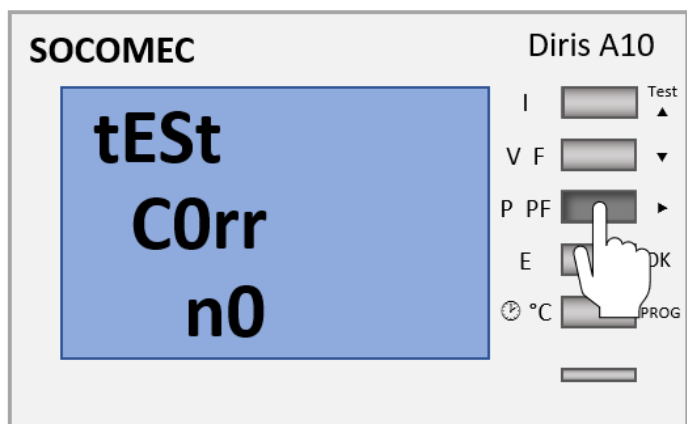 SOCOMEC
Diris A10
tESt
C0rr
n0
I
Test
▲
V F
▼
P PF
►
E
OK
°C
PROG